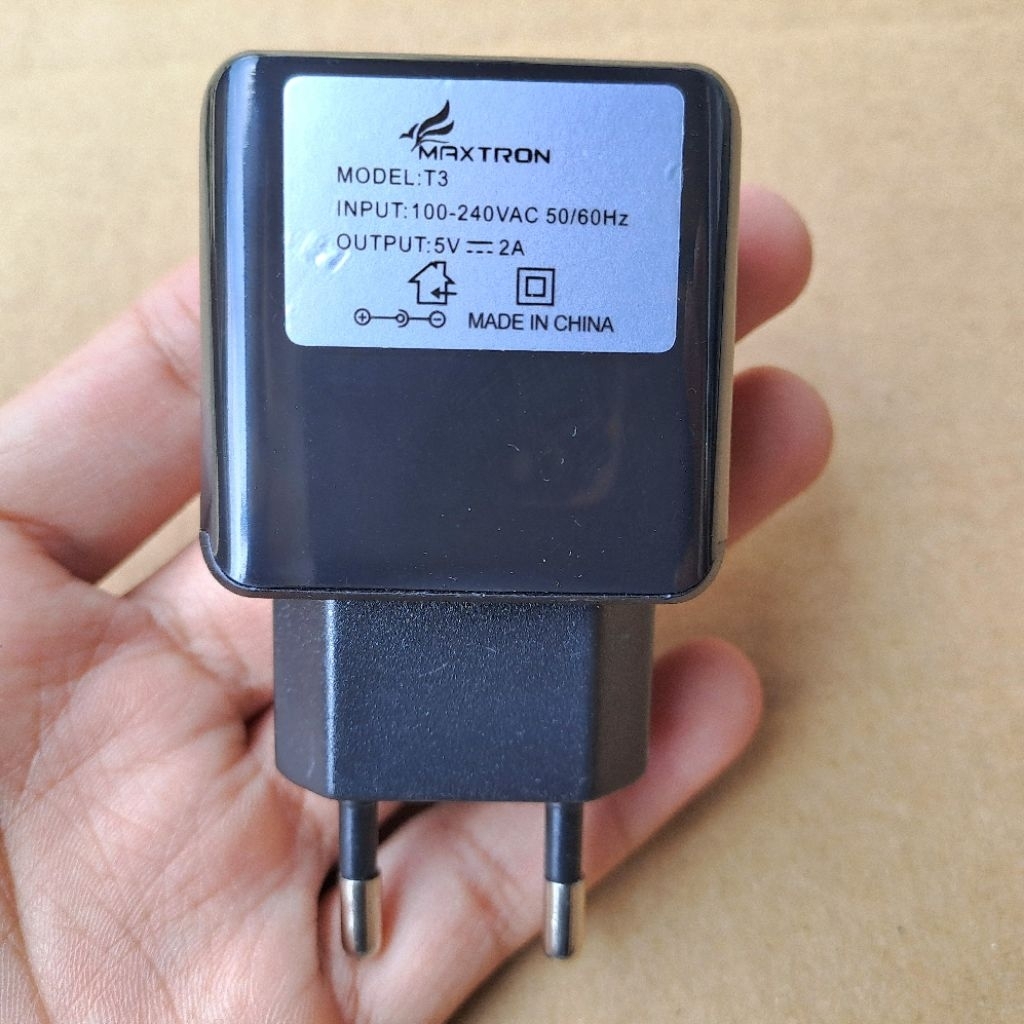 MAXTRON
MODEL:T3
INPUT:100-240VAC 50/60Hz
OUTPUT:5V ⎓ 2A
MADE IN CHINA